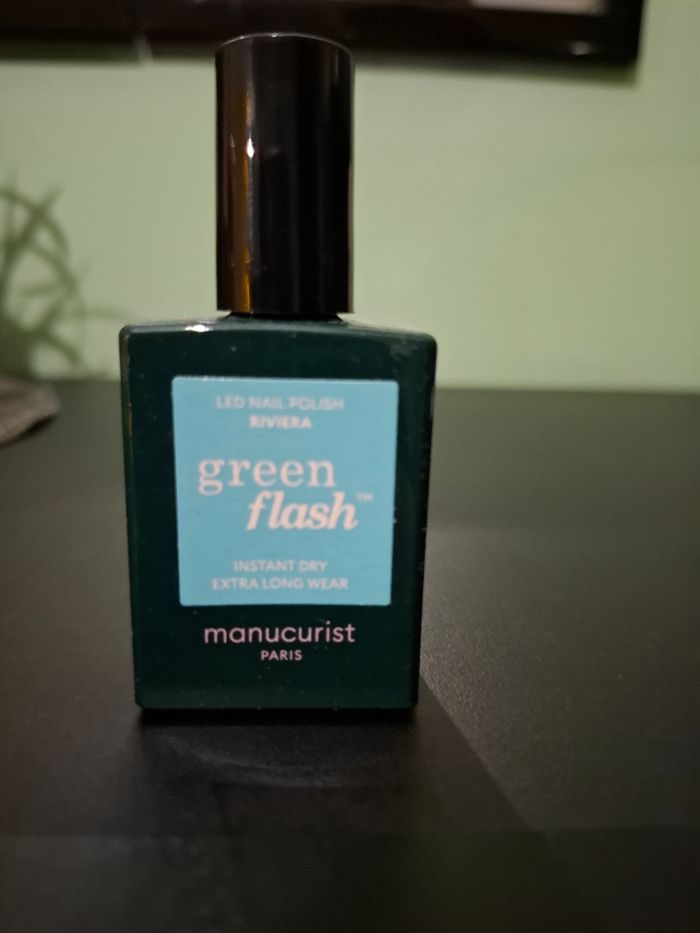 LED NAIL POLISH
RIVIERA
green
flash™
INSTANT DRY
EXTRA LONG WEAR
manucurist
PARIS